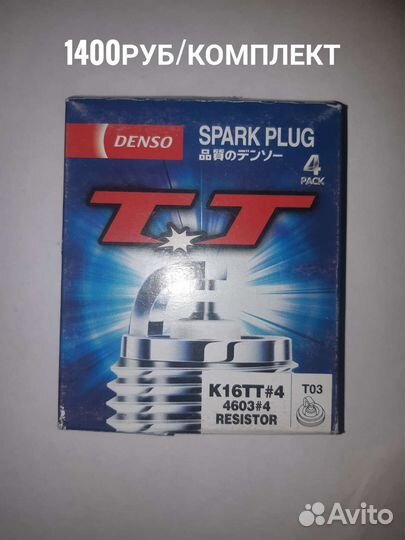 1400РУБ/КОМПЛЕКТ
DENSO
SPARK PLUG
品質のデンソー
4
PACK
TT
K16TT#4
4603#4
RESISTOR
T03
Avito